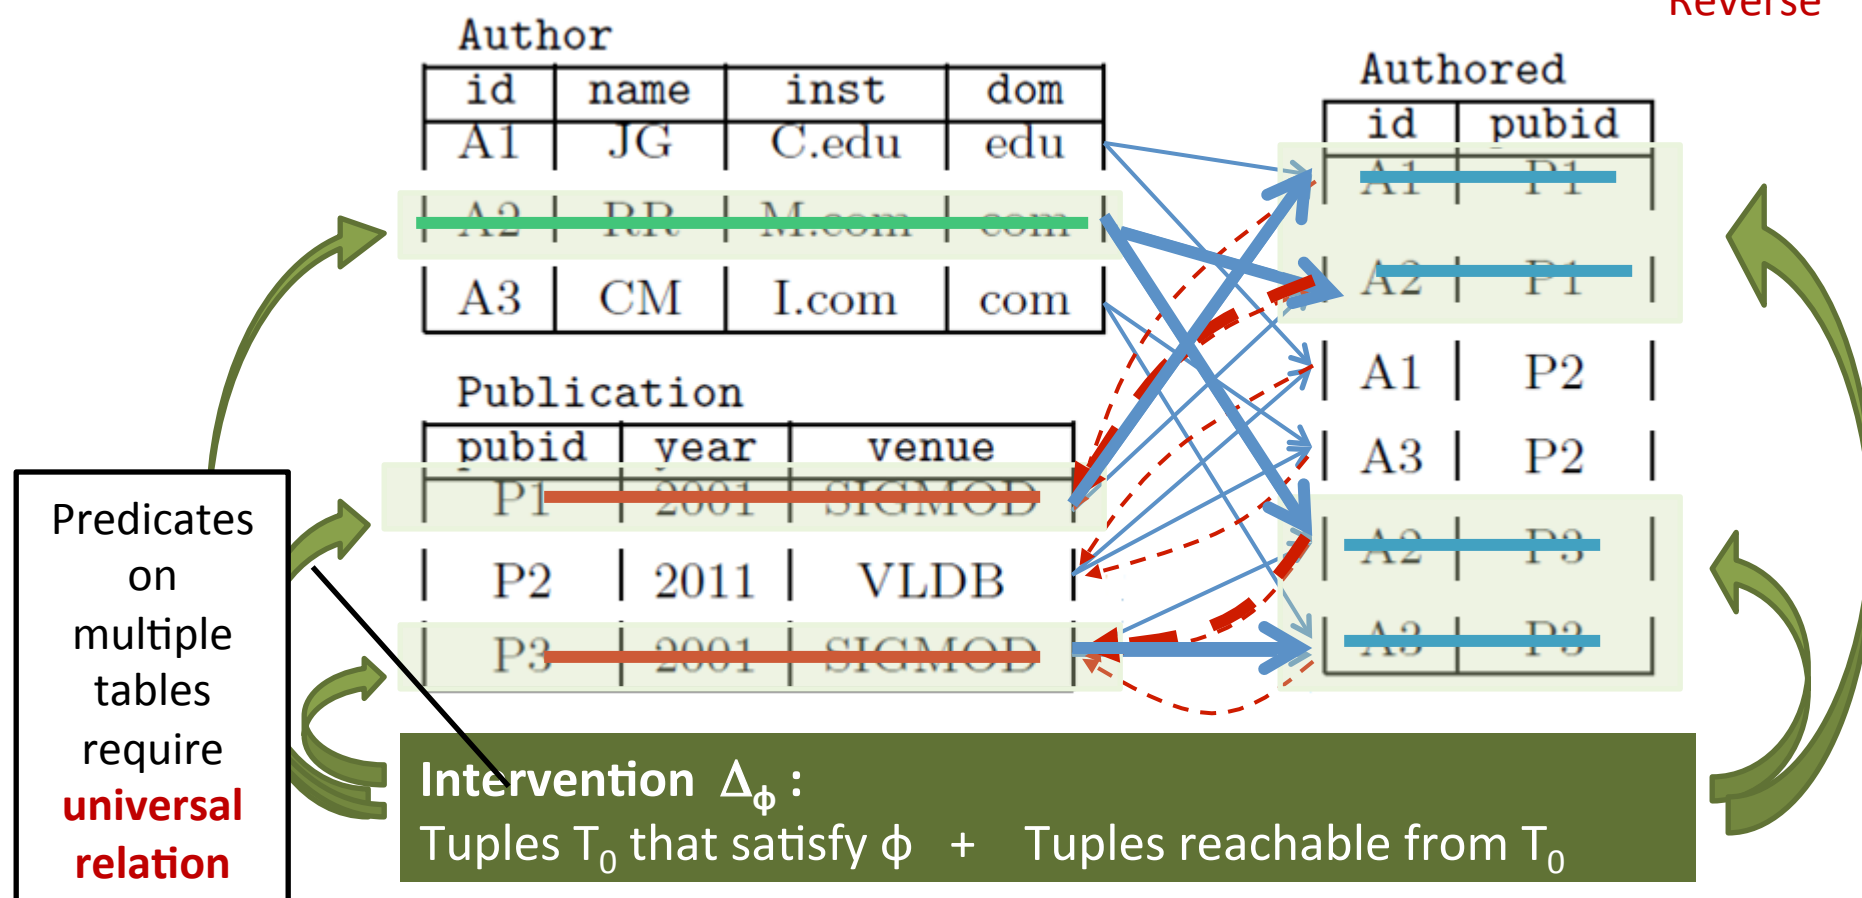 Reverse
Author
id name inst dom
A1 JG C.edu edu
A2 RR M.com com
A3 CM I.com com
Authored
id pubid
A1 P1
A2 P1
A1 P2
A3 P2
A2 P3
A3 P3
Publication
pubid year venue
P1 2001 SIGMOD
P2 2011 VLDB
P3 2001 SIGMOD
Predicates
on
multiple
tables
require
universal
relation
Intervention Δϕ :
Tuples T0 that satisfy ϕ + Tuples reachable from T0